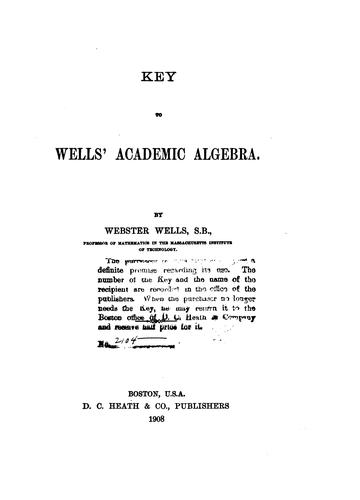 KEY
TO
WELLS' ACADEMIC ALGEBRA.
BY
WEBSTER WELLS, S.B.,
PROFESSOR OF MATHEMATICS IN THE MASSACHUSETTS INSTITUTE
OF TECHNOLOGY.
The purchaser a
definite promise regarding its use. The
number of the Key and the name of the
recipient are recorded in the office of the
publishers. When the purchaser no longer
needs the Key, he may return it to the
Boston office of D. C. Heath & Company
and receive half price for it.
No. 2104
BOSTON, U.S.A.
D. C. HEATH & CO., PUBLISHERS
1908